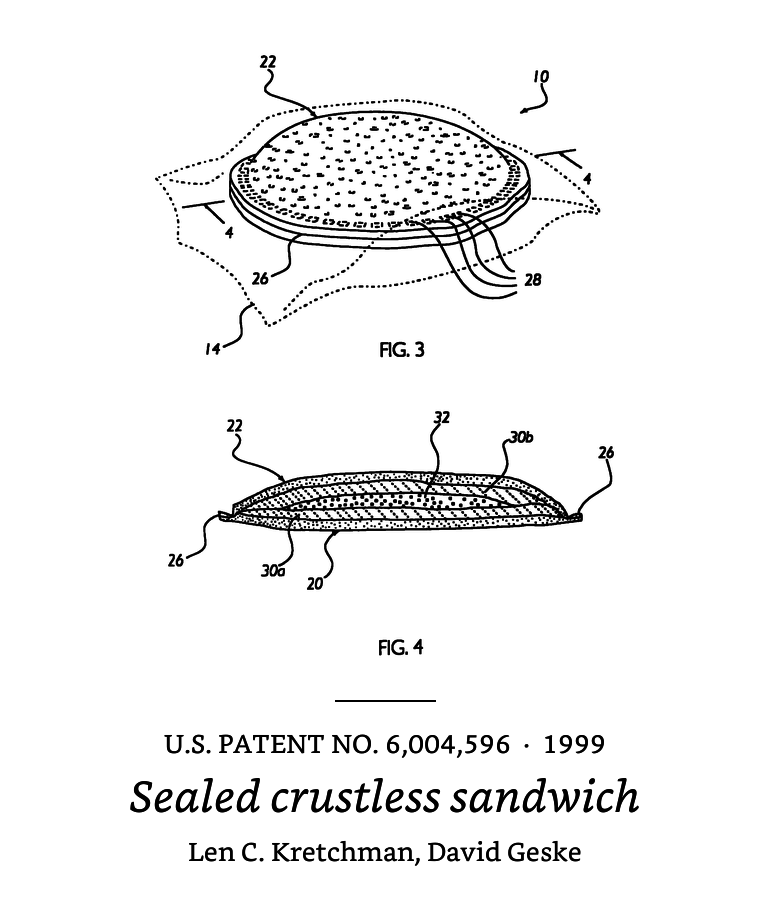 22
10
4
4
26
28
14
FIG. 3
22
32
30b
26
26
30a
20
FIG. 4
U.S. PATENT NO. 6,004,596 · 1999
Sealed crustless sandwich
Len C. Kretchman, David Geske